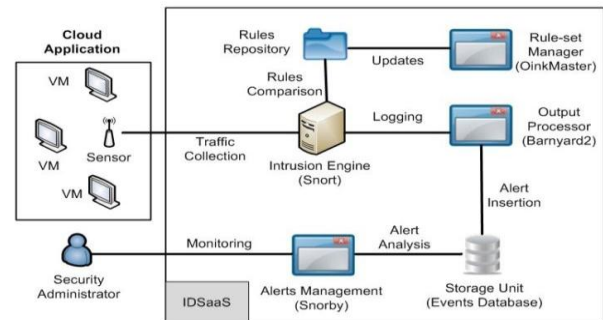 Cloud
Application
VM
VM
Sensor
VM
Traffic
Collection
Rules
Repository
Rules
Comparison
Updates
Rule-set
Manager
(OinkMaster)
Intrusion Engine
(Snort)
Logging
Output
Processor
(Barnyard2)
Alert
Insertion
Security
Administrator
Monitoring
Alerts Management
(Snorby)
Alert
Analysis
Storage Unit
(Events Database)
IDSaaS